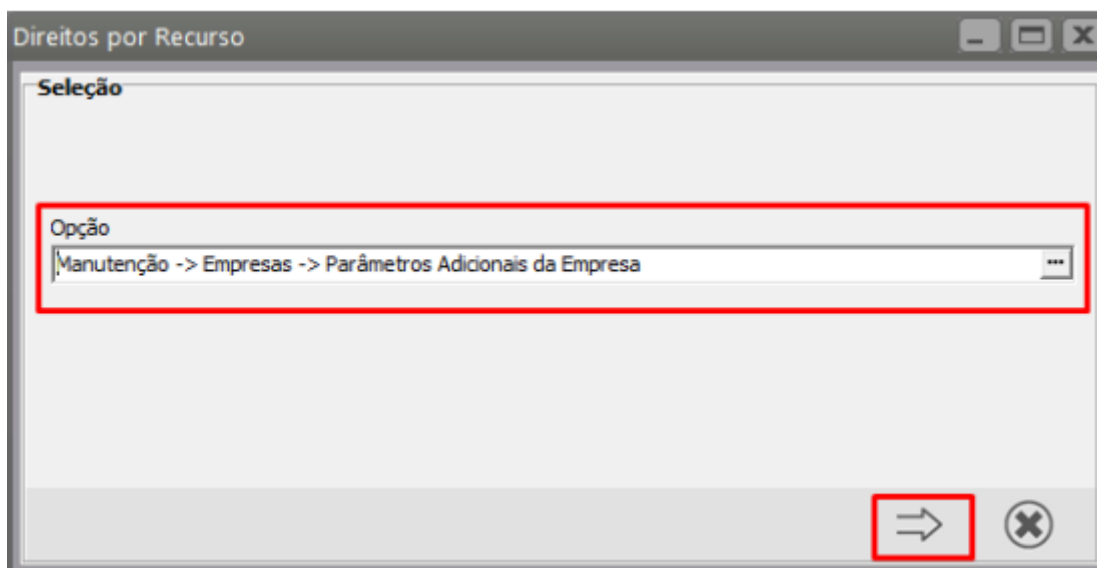 Direitos por Recurso
Seleção
Opção
Manutenção -> Empresas -> Parâmetros Adicionais da Empresa